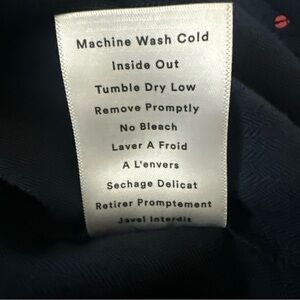 Machine Wash Cold
Inside Out
Tumble Dry Low
Remove Promptly
No Bleach
Laver A Froid
A L'envers
Sechage Delicat
Retirer Promptement
Javel Interdit